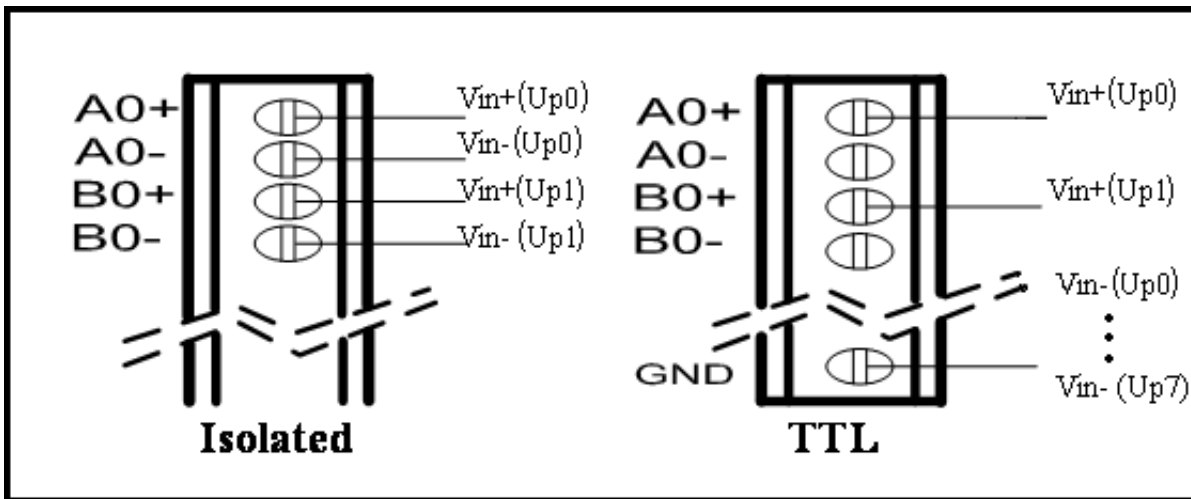 A0+
A0-
B0+
B0-
Vin+(Up0)
Vin-(Up0)
Vin+(Up1)
Vin- (Up1)
Isolated
A0+
A0-
B0+
B0-
GND
Vin+(Up0)
Vin+(Up1)
Vin- (Up0)
Vin- (Up7)
TTL